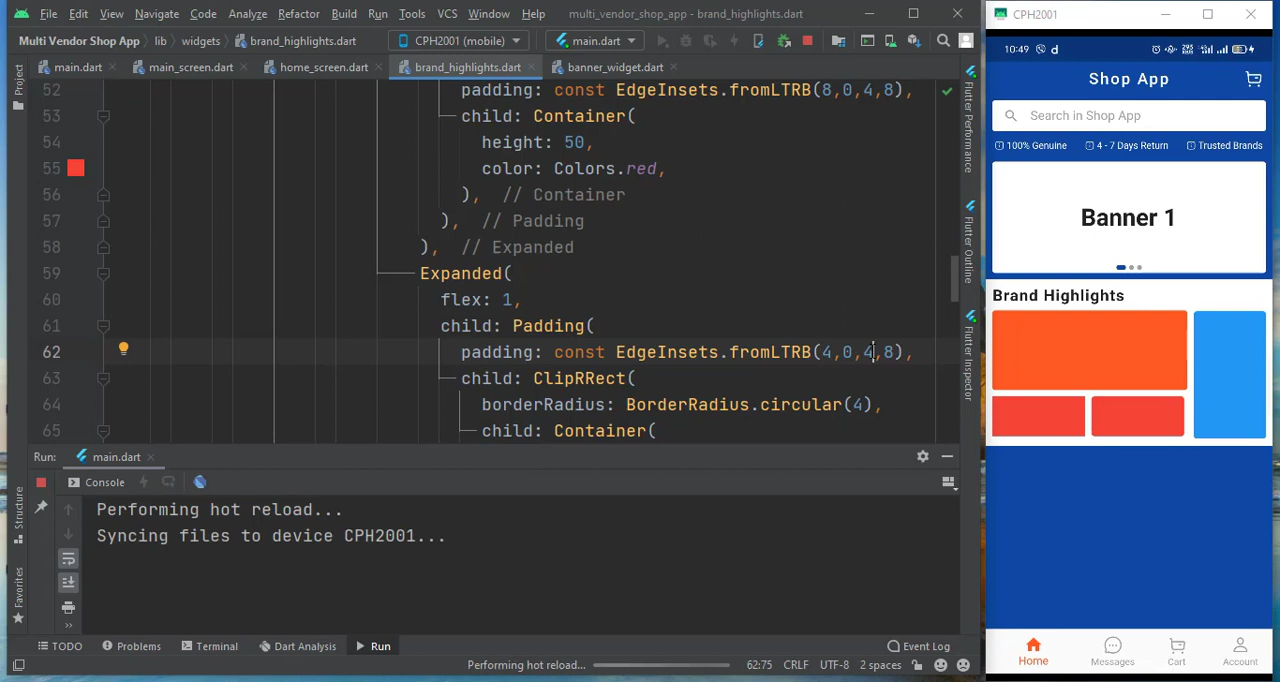 File Edit View Navigate Code Analyze Refactor Build Run Tools VCS Window Help multi_vendor_shop_app - brand_highlights.dart
Multi Vendor Shop App lib widgets brand_highlights.dart CPH2001 (mobile) main.dart
main.dart main_screen.dart home_screen.dart brand_highlights.dart banner_widget.dart
Project
52 padding: const EdgeInsets.fromLTRB(8,0,4,8),
53 child: Container(
54 height: 50,
55 color: Colors.red,
56 ), // Container
57 ), // Padding
58 ), // Expanded
59 Expanded(
60 flex: 1,
61 child: Padding(
62 padding: const EdgeInsets.fromLTRB(4,0,4,8),
63 child: ClipRRect(
64 borderRadius: BorderRadius.circular(4),
65 child: Container(
Flutter Performance
Flutter Outline
Flutter Inspector
Run: main.dart
Console
Performing hot reload...
Syncing files to device CPH2001...
Structure
Favorites
TODO Problems Terminal Dart Analysis Run Event Log
Performing hot reload... 62:75 CRLF UTF-8 2 spaces
CPH2001
10:49
Shop App
Search in Shop App
100% Genuine 4 - 7 Days Return Trusted Brands
Banner 1
Brand Highlights
Home Messages Cart Account